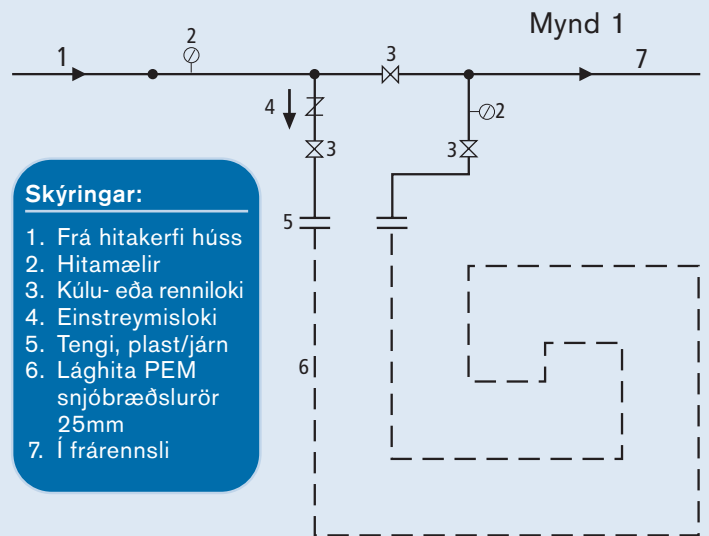 Mynd 1
2
1
3
7
4
2
3
3
5
6
Skýringar:
1. Frá hitakerfi húss
2. Hitamælir
3. Kúlu- eða renniloki
4. Einstreymisloki
5. Tengi, plast/járn
6. Lághita PEM
snjóbræðslurör
25mm
7. Í frárennsli